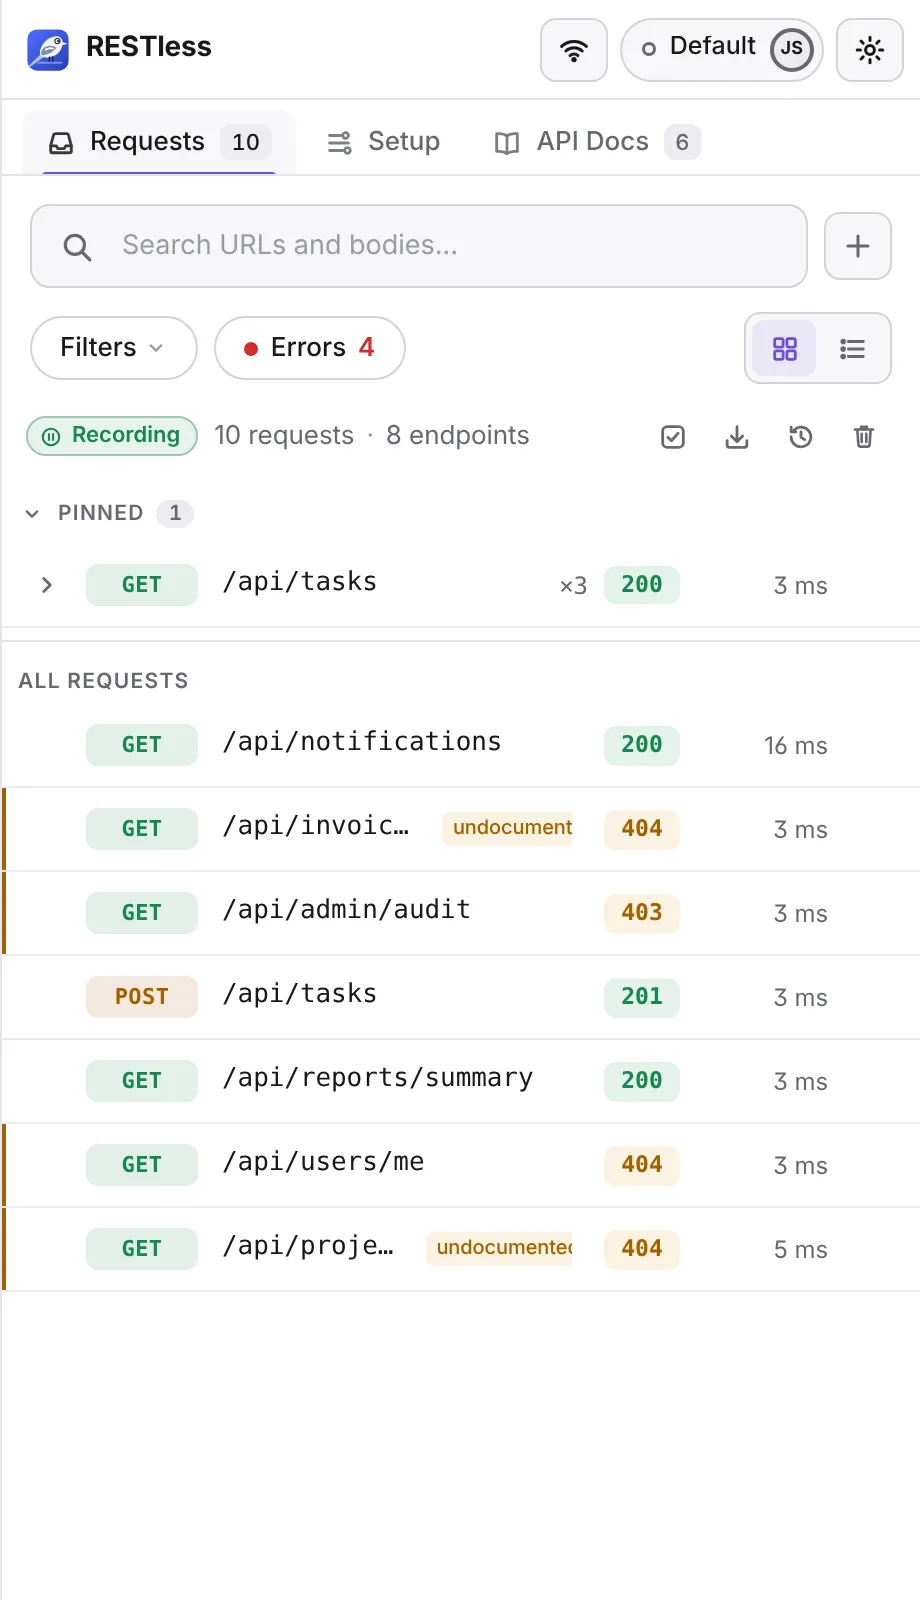 RESTless
Default JS
Requests 10
Setup
API Docs 6
Search URLs and bodies...
Filters
Errors 4
Recording
10 requests · 8 endpoints
PINNED 1
GET /api/tasks ×3 200 3 ms
ALL REQUESTS
GET /api/notifications 200 16 ms
GET /api/invoic… undocument 404 3 ms
GET /api/admin/audit 403 3 ms
POST /api/tasks 201 3 ms
GET /api/reports/summary 200 3 ms
GET /api/users/me 404 3 ms
GET /api/proje… undocumented 404 5 ms